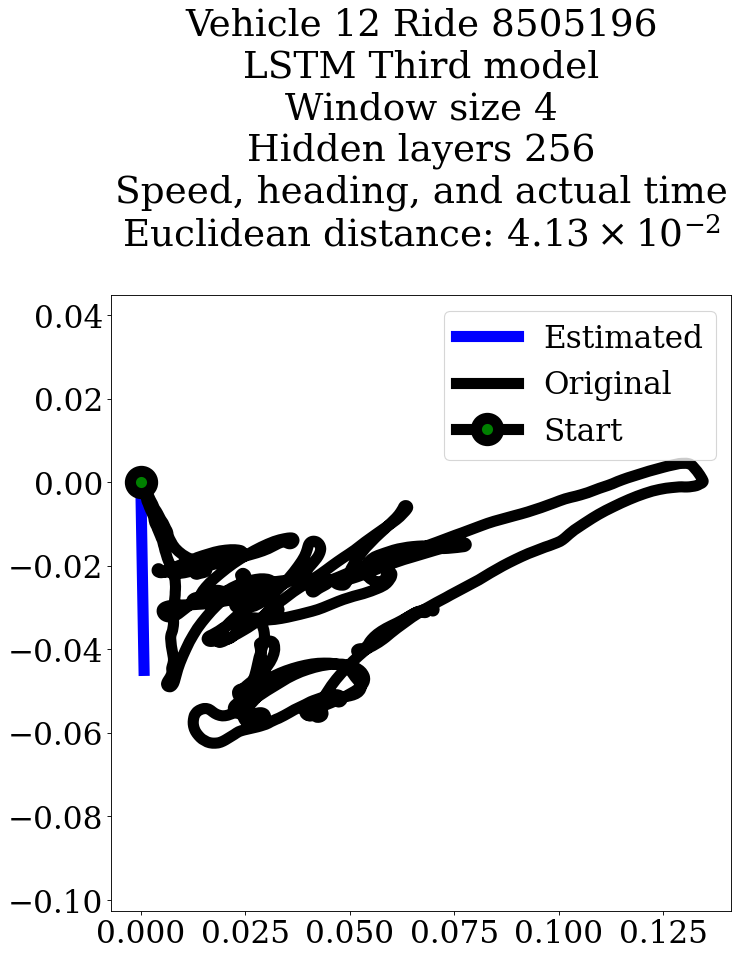 Vehicle 12 Ride 8505196
LSTM Third model
Window size 4
Hidden layers 256
Speed, heading, and actual time
Euclidean distance: 4.13 × 10⁻²
Estimated
Original
Start
0.04
0.02
0.00
−0.02
−0.04
−0.06
−0.08
−0.10
0.000 0.025 0.050 0.075 0.100 0.125